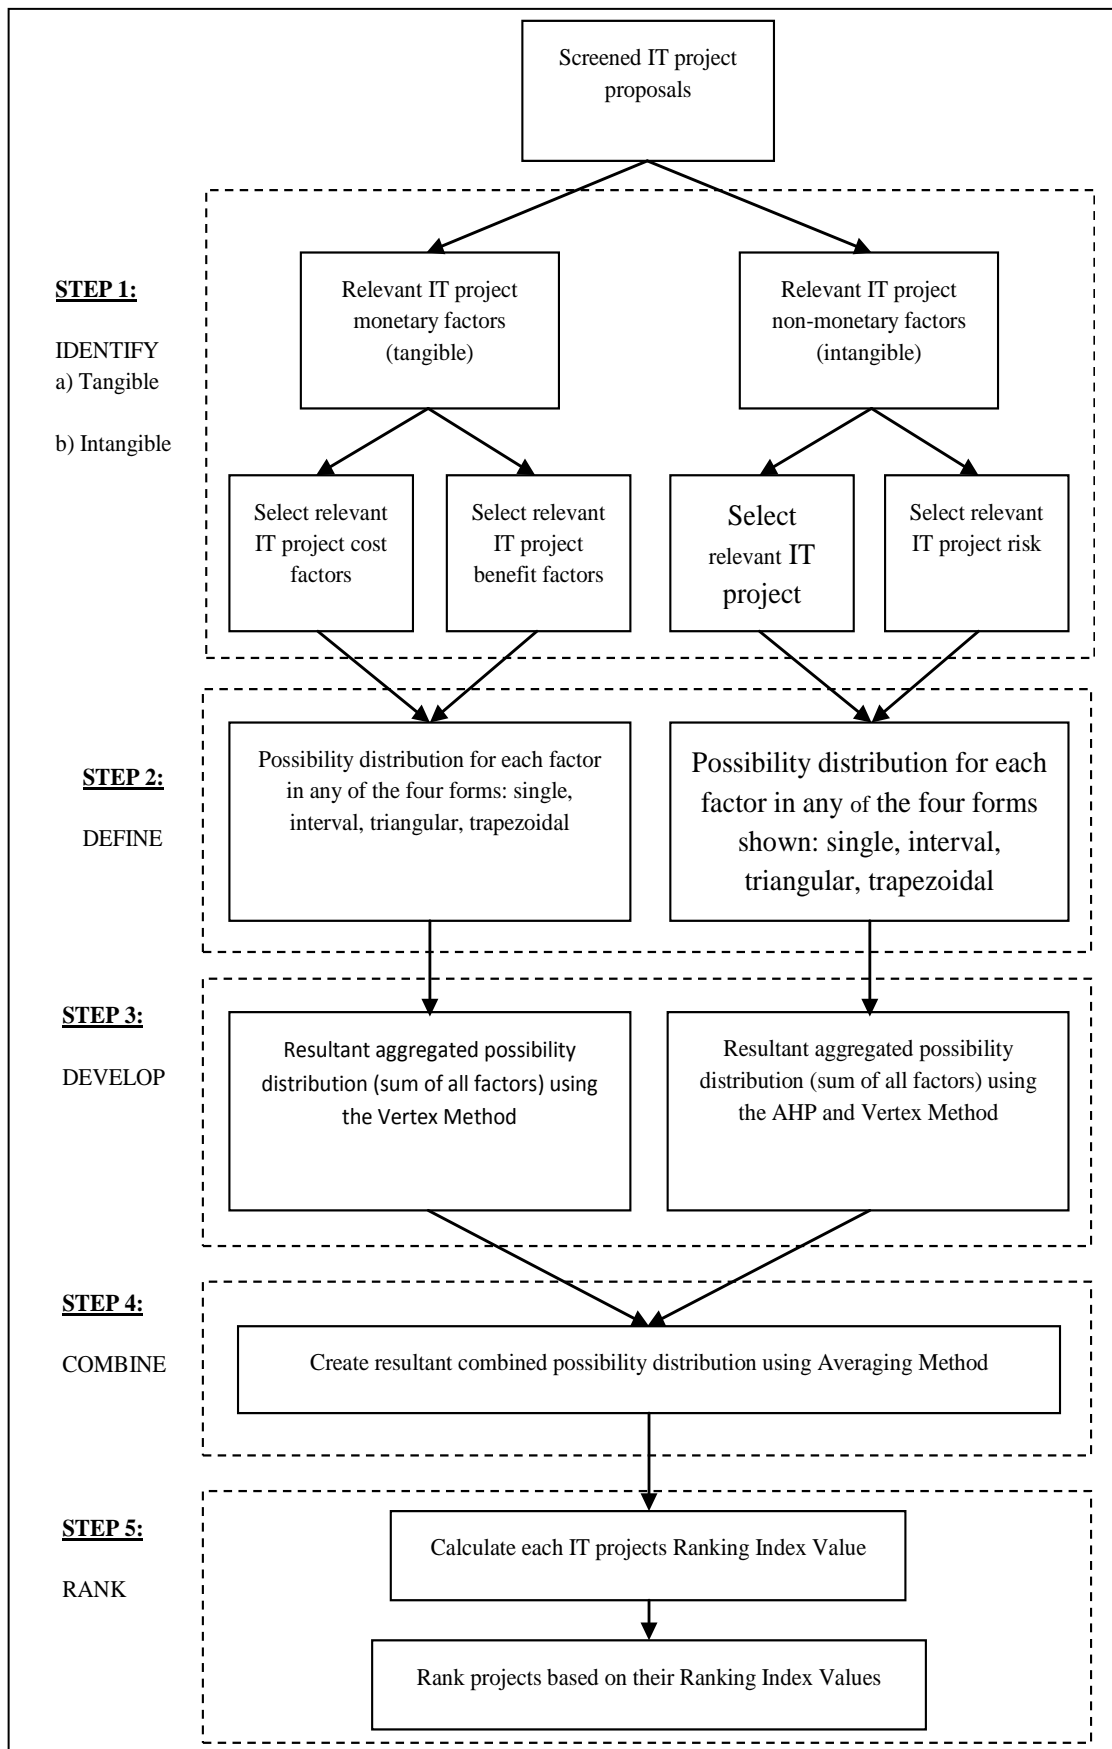 Screened IT project
proposals
STEP 1:
IDENTIFY
a) Tangible
b) Intangible
Relevant IT project
monetary factors
(tangible)
Relevant IT project
non-monetary factors
(intangible)
Select relevant
IT project cost
factors
Select relevant
IT project
benefit factors
Select
relevant IT
project
Select relevant
IT project risk
STEP 2:
DEFINE
Possibility distribution for each factor
in any of the four forms: single,
interval, triangular, trapezoidal
Possibility distribution for each
factor in any of the four forms
shown: single, interval,
triangular, trapezoidal
STEP 3:
DEVELOP
Resultant aggregated possibility
distribution (sum of all factors) using
the Vertex Method
Resultant aggregated possibility
distribution (sum of all factors) using
the AHP and Vertex Method
STEP 4:
COMBINE
Create resultant combined possibility distribution using Averaging Method
STEP 5:
RANK
Calculate each IT projects Ranking Index Value
Rank projects based on their Ranking Index Values